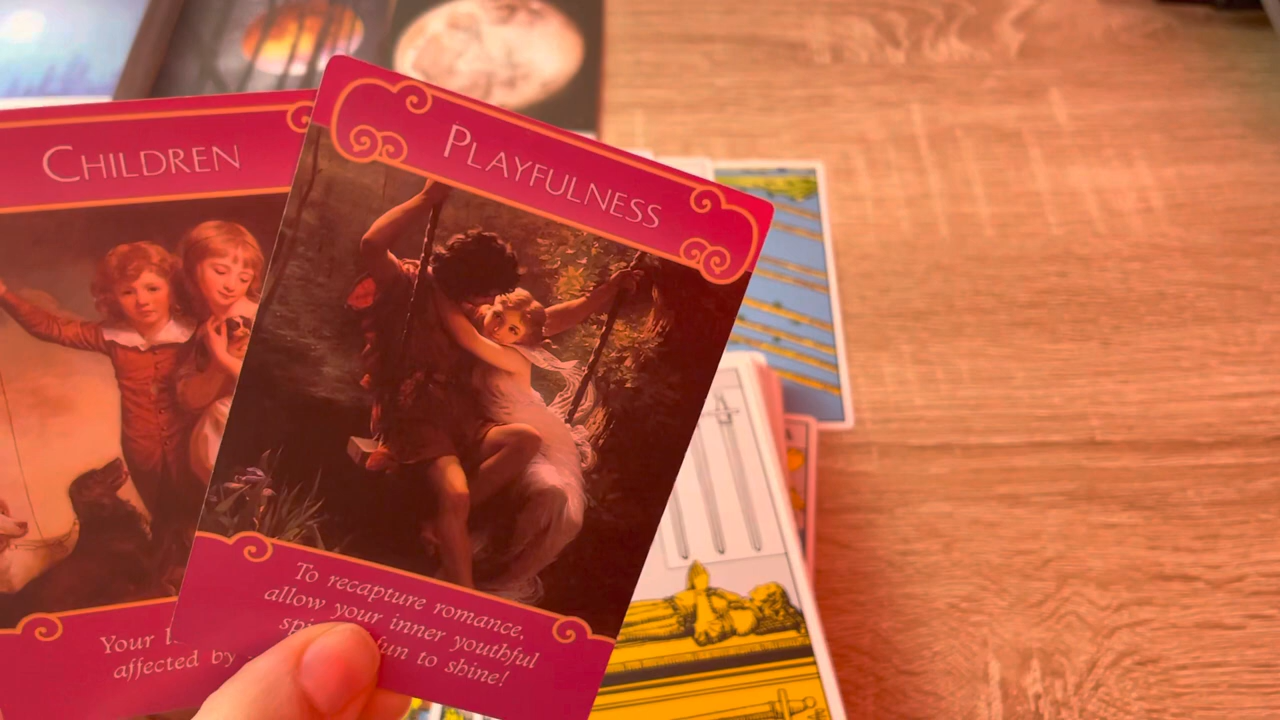 CHILDREN
Your
affected by
PLAYFULNESS
To recapture romance,
allow your inner youthful
fun to shine!